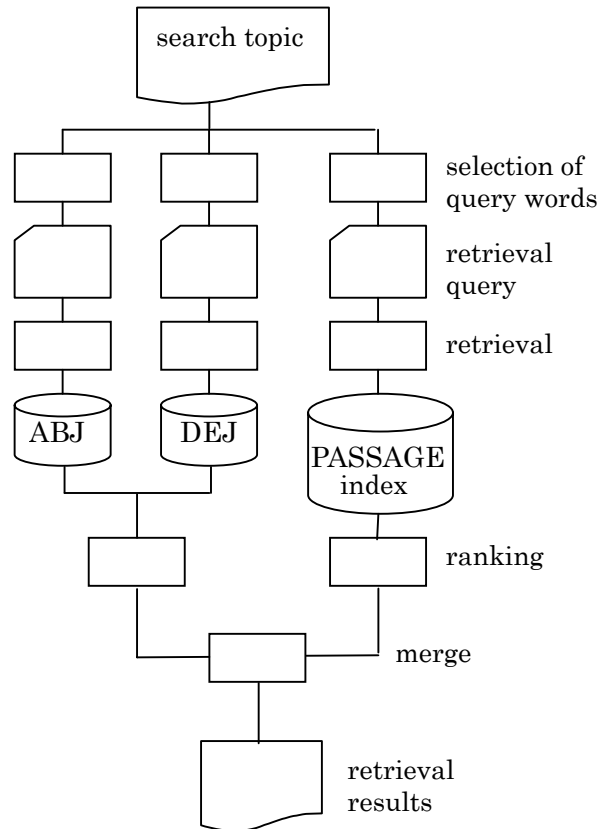 search topic
selection of
query words
retrieval
query
retrieval
ABJ
DEJ
PASSAGE
index
ranking
merge
retrieval
results